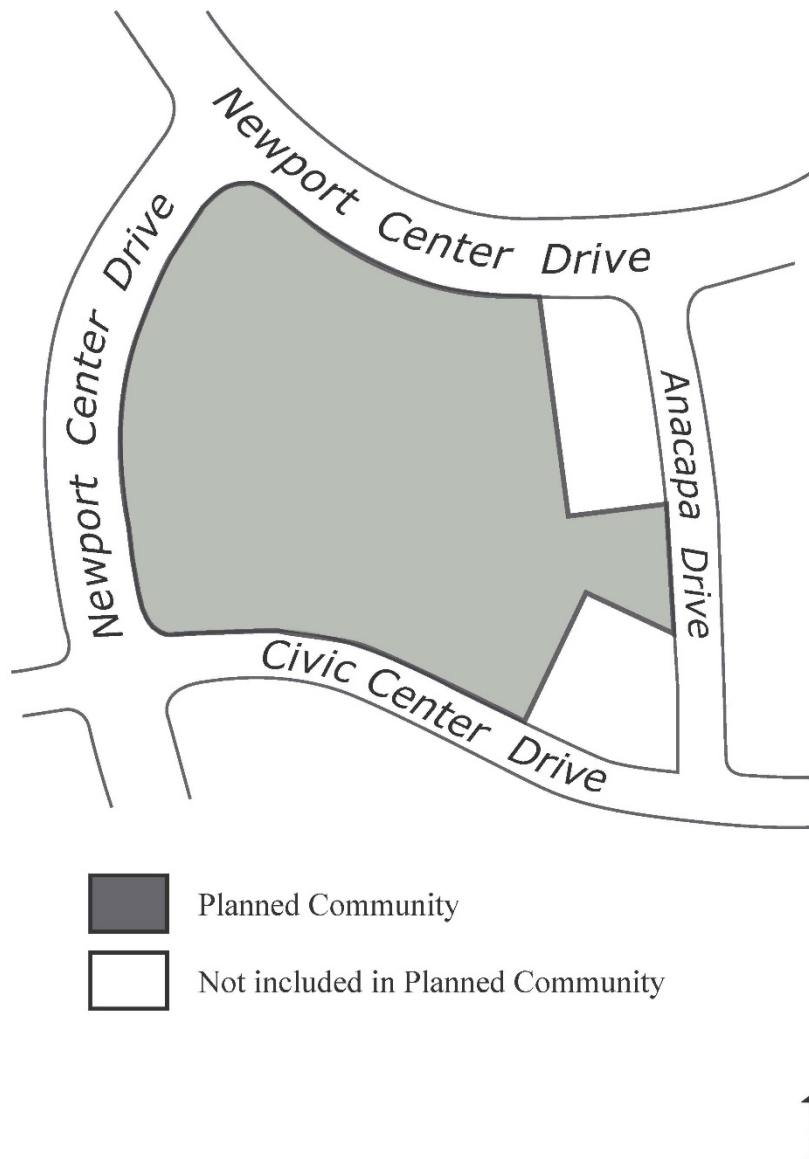 Newport Center Drive
Newport Center Drive
Anacapa Drive
Civic Center Drive
Planned Community
Not included in Planned Community